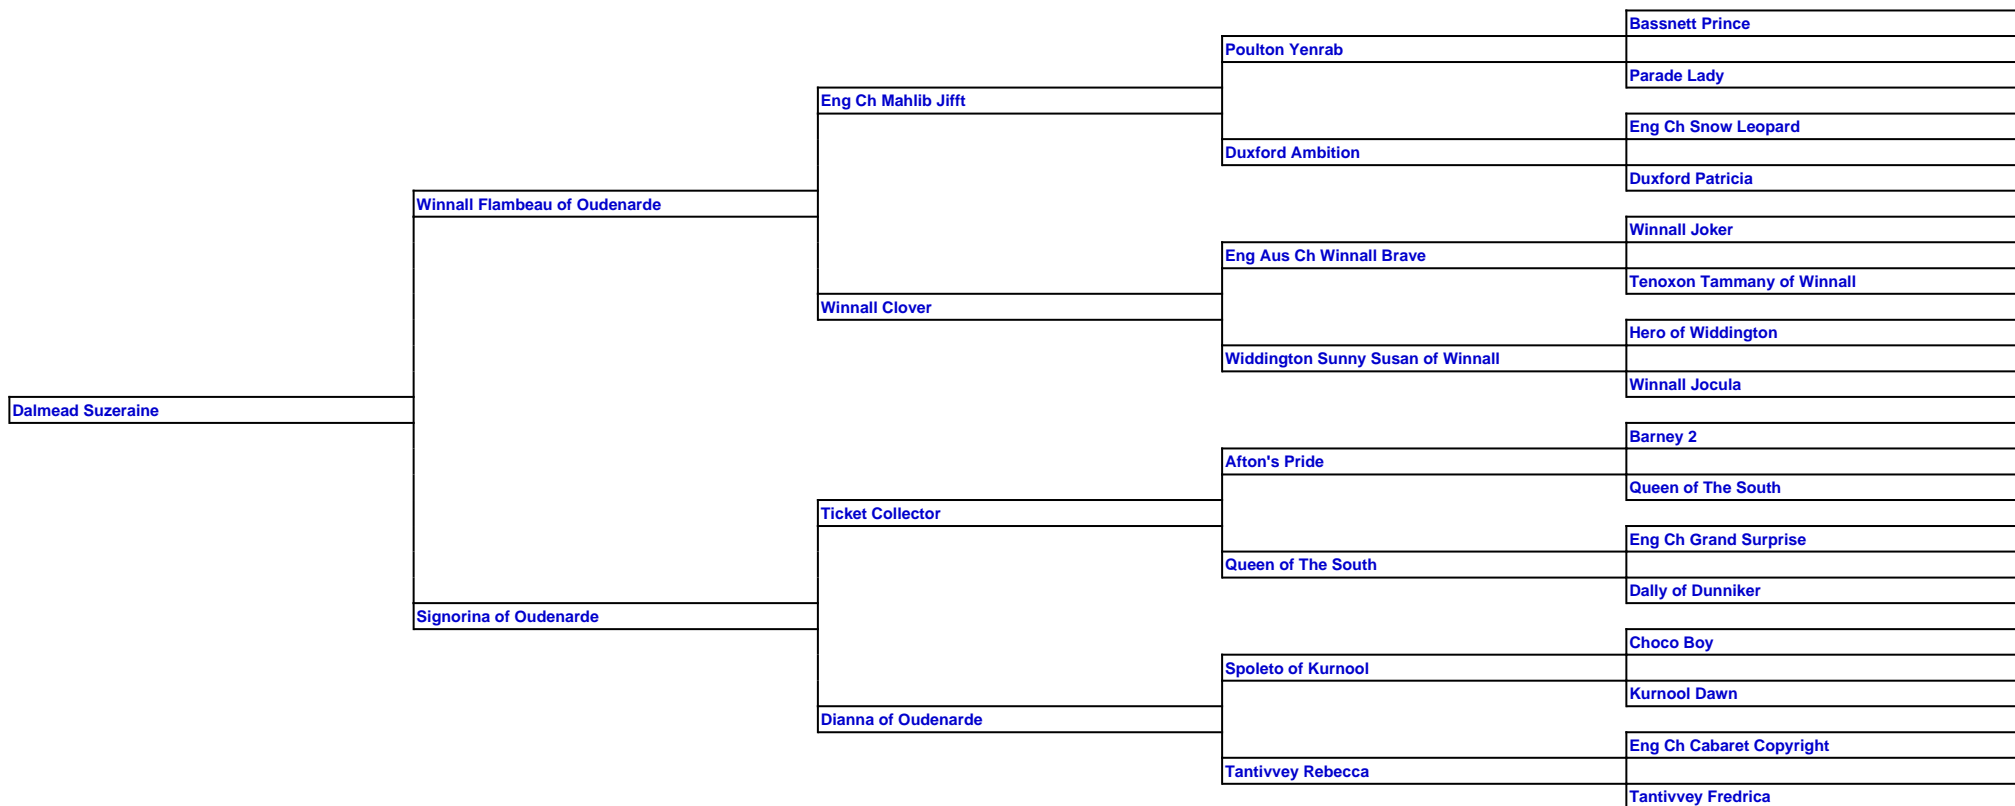 Bassnett Prince
Poulton Yenrab
Parade Lady
Eng Ch Mahlib Jifft
Eng Ch Snow Leopard
Duxford Ambition
Duxford Patricia
Winnall Flambeau of Oudenarde
Winnall Joker
Eng Aus Ch Winnall Brave
Tenoxon Tammany of Winnall
Winnall Clover
Hero of Widdington
Widdington Sunny Susan of Winnall
Winnall Jocula
Dalmead Suzeraine
Barney 2
Afton's Pride
Queen of The South
Ticket Collector
Eng Ch Grand Surprise
Queen of The South
Dally of Dunniker
Signorina of Oudenarde
Choco Boy
Spoleto of Kurnool
Kurnool Dawn
Dianna of Oudenarde
Eng Ch Cabaret Copyright
Tantivvey Rebecca
Tantivvey Fredrica